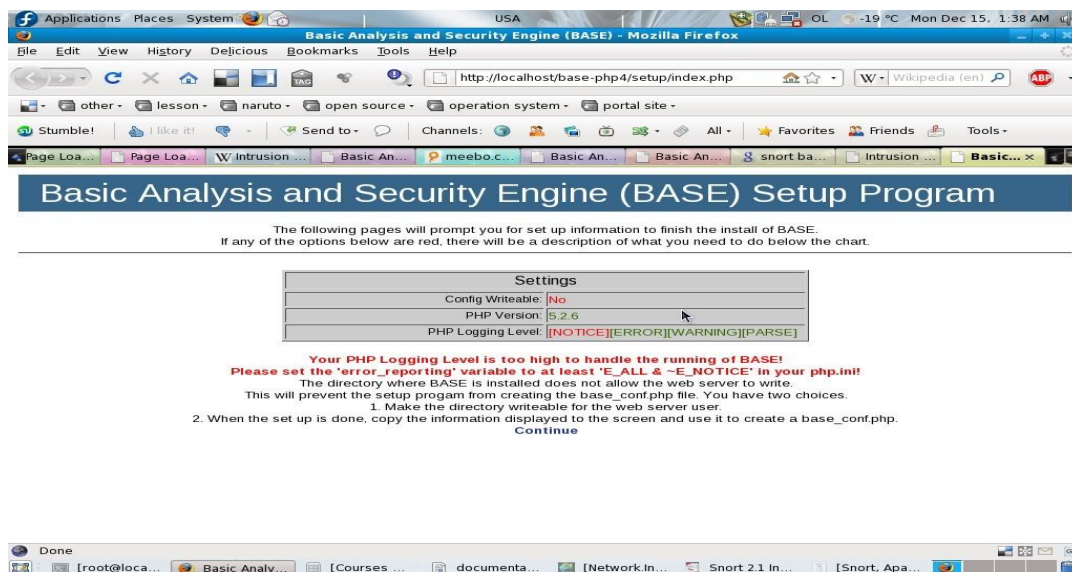 Applications Places System USA OL -19 °C Mon Dec 15, 1:38 AM
Basic Analysis and Security Engine (BASE) - Mozilla Firefox
File Edit View History Delicious Bookmarks Tools Help
TAG http://localhost/base-php4/setup/index.php W Wikipedia (en) ABP
other lesson naruto open source operation system portal site
Stumble! I like it! Send to Channels: All Favorites Friends Tools
Page Loa... Page Loa... Intrusion ... Basic An... meebo.c... Basic An... Basic An... snort ba... Intrusion ... Basic...
Basic Analysis and Security Engine (BASE) Setup Program
The following pages will prompt you for set up information to finish the install of BASE.
If any of the options below are red, there will be a description of what you need to do below the chart.
Settings
Config Writeable: No
PHP Version: 5.2.6
PHP Logging Level: [NOTICE][ERROR][WARNING][PARSE]
Your PHP Logging Level is too high to handle the running of BASE!
Please set the 'error_reporting' variable to at least 'E_ALL & ~E_NOTICE' in your php.ini!
The directory where BASE is installed does not allow the web server to write.
This will prevent the setup progam from creating the base_conf.php file. You have two choices.
1. Make the directory writeable for the web server user.
2. When the set up is done, copy the information displayed to the screen and use it to create a base_conf.php.
Continue
Done
[root@loca... Basic Analy... [Courses ... documenta... [Network.In... Snort 2.1 In... [Snort, Apa...